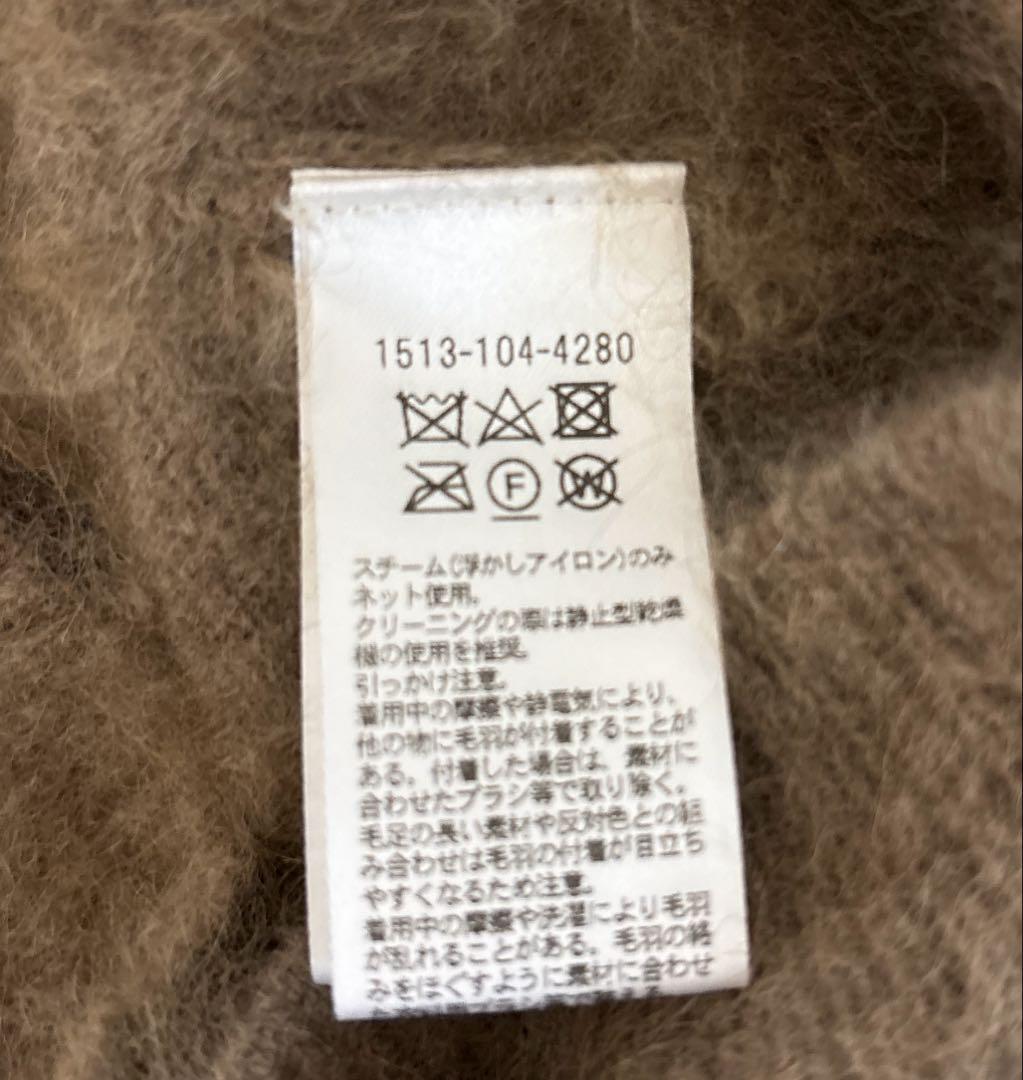 1513-104-4280
F
W
スチーム(浮かしアイロン)のみ
ネット使用。
クリーニングの際は静止型乾燥
機の使用を推奨。
引っかけ注意。
着用中の摩擦や静電気により、
他の物に毛羽が付着することが
ある。付着した場合は、素材に
合わせたブラシ等で取り除く。
毛足の長い素材や反対色との組
み合わせは毛羽の付着が目立ち
やすくなるため注意。
着用中の摩擦や洗濯により毛羽
が乱れることがある。毛羽の絡
みをほぐすように素材に合わせ